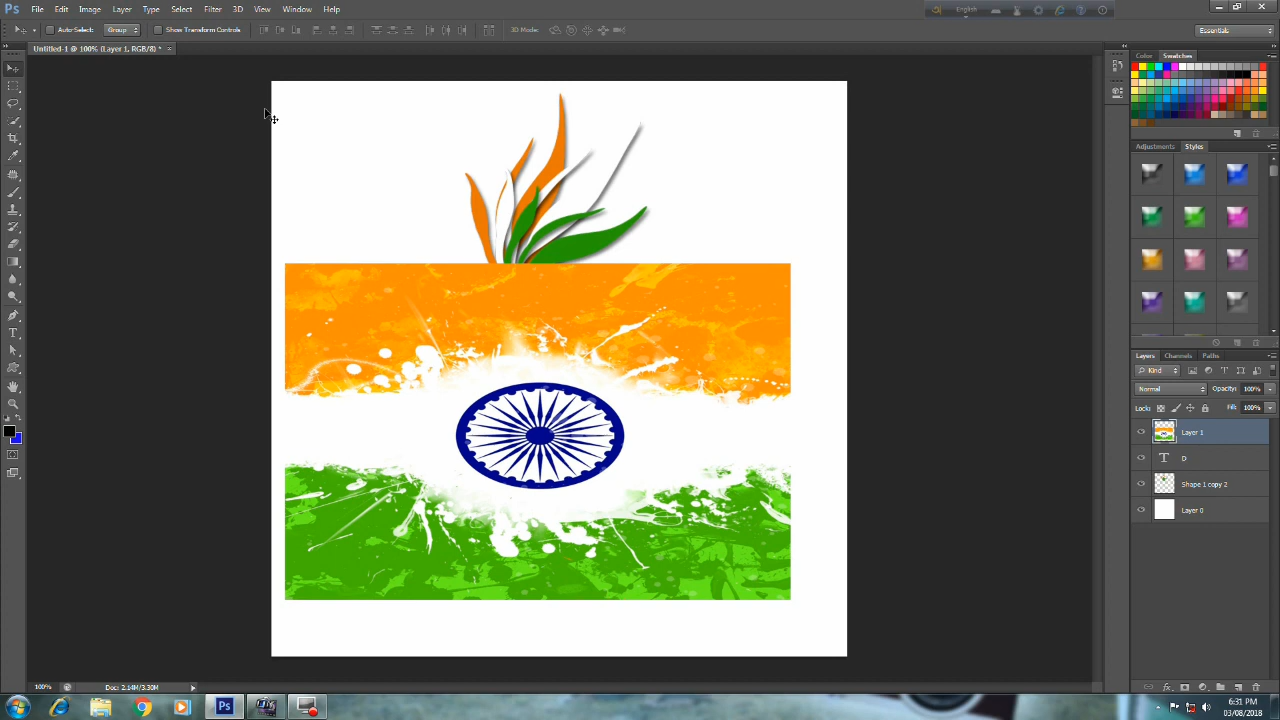 Ps File Edit Image Layer Type Select Filter 3D View Window Help
English
Auto-Select: Group Show Transform Controls 3D Mode: Essentials
Untitled-1 @ 100% (Layer 1, RGB/8) * ×
Color Swatches
Adjustments Styles
Layers Channels Paths
Kind
Normal Opacity: 100%
Lock: Fill: 100%
Layer 1
T D
Shape 1 copy 2
Layer 0
100% Doc: 2.14M/3.30M
Ps
6:31 PM
03/08/2018